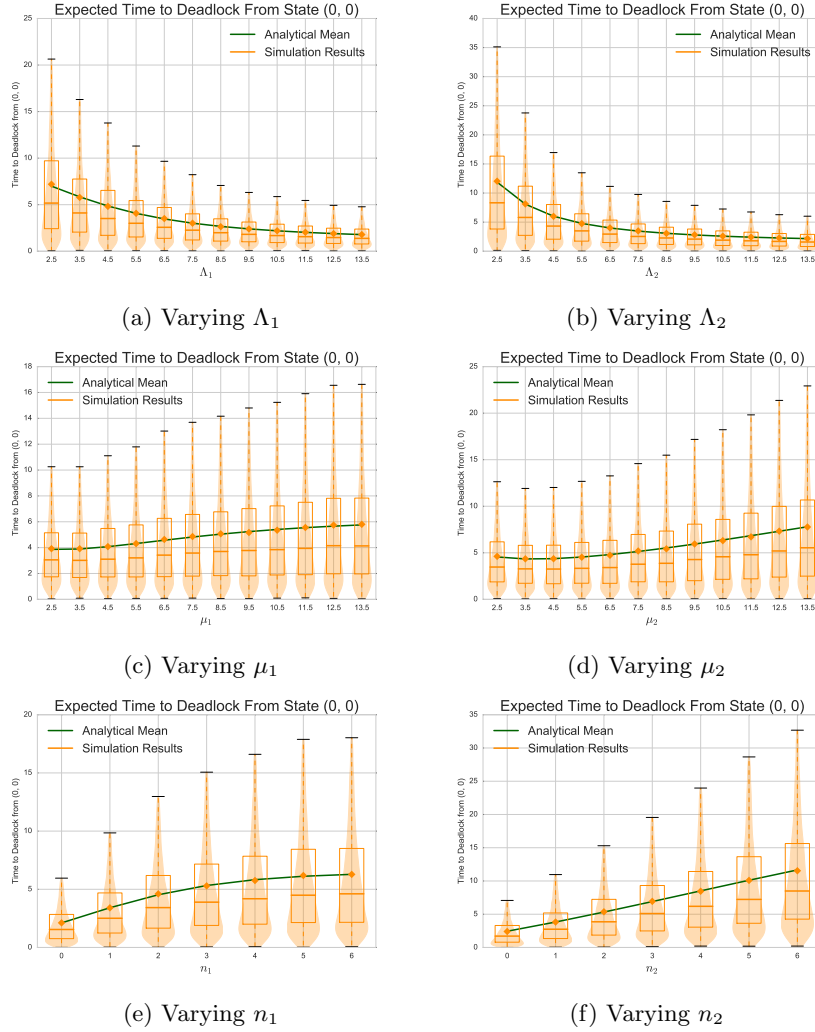 Expected Time to Deadlock From State (0, 0)
Analytical Mean
Simulation Results
Time to Deadlock from (0, 0)
25
20
15
10
5
0
2.5 3.5 4.5 5.5 6.5 7.5 8.5 9.5 10.5 11.5 12.5 13.5
Λ1
(a) Varying Λ1
Expected Time to Deadlock From State (0, 0)
Analytical Mean
Simulation Results
Time to Deadlock from (0, 0)
40
35
30
25
20
15
10
5
0
2.5 3.5 4.5 5.5 6.5 7.5 8.5 9.5 10.5 11.5 12.5 13.5
Λ2
(b) Varying Λ2
Expected Time to Deadlock From State (0, 0)
Analytical Mean
Simulation Results
Time to Deadlock from (0, 0)
18
16
14
12
10
8
6
4
2
0
2.5 3.5 4.5 5.5 6.5 7.5 8.5 9.5 10.5 11.5 12.5 13.5
μ1
(c) Varying μ1
Expected Time to Deadlock From State (0, 0)
Analytical Mean
Simulation Results
Time to Deadlock from (0, 0)
25
20
15
10
5
0
2.5 3.5 4.5 5.5 6.5 7.5 8.5 9.5 10.5 11.5 12.5 13.5
μ2
(d) Varying μ2
Expected Time to Deadlock From State (0, 0)
Analytical Mean
Simulation Results
Time to Deadlock from (0, 0)
20
15
10
5
0
0 1 2 3 4 5 6
n1
(e) Varying n1
Expected Time to Deadlock From State (0, 0)
Analytical Mean
Simulation Results
Time to Deadlock from (0, 0)
35
30
25
20
15
10
5
0
0 1 2 3 4 5 6
n2
(f) Varying n2